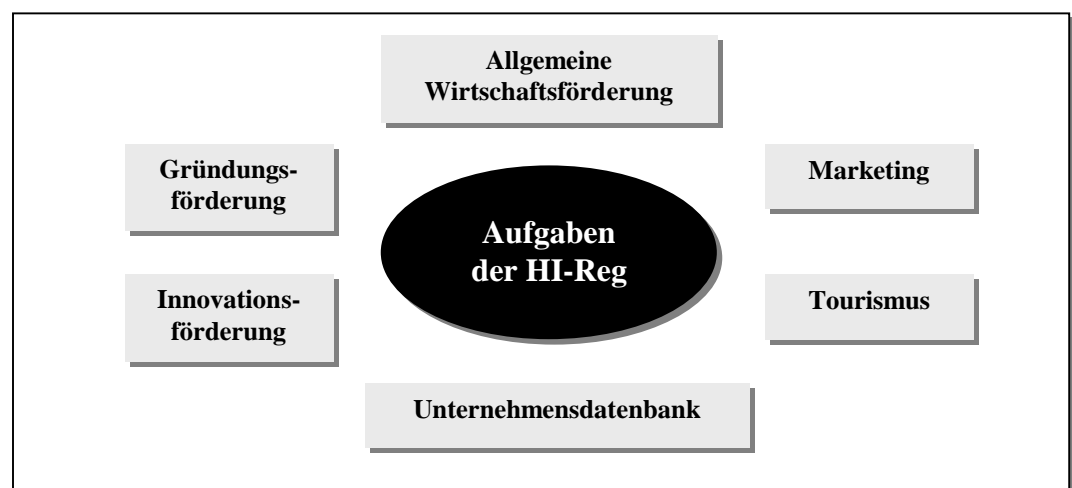 Allgemeine
Wirtschaftsförderung
Gründungs-
förderung
Marketing
Aufgaben
der HI-Reg
Innovations-
förderung
Tourismus
Unternehmensdatenbank